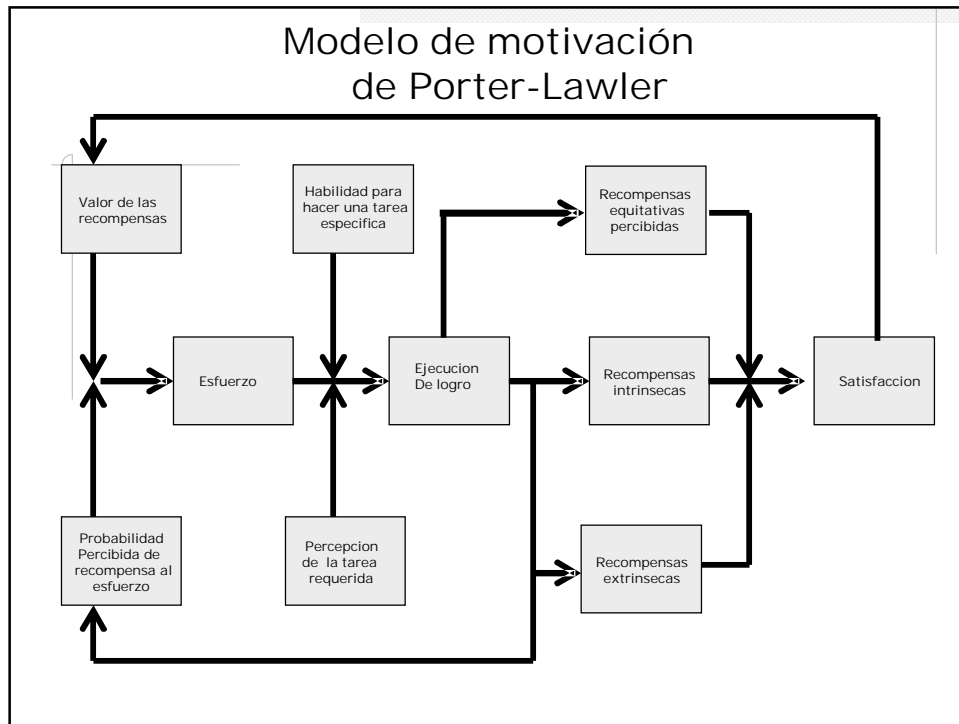 Modelo de motivación
de Porter-Lawler
Valor de las
recompensas
Habilidad para
hacer una tarea
especifica
Recompensas
equitativas
percibidas
Esfuerzo
Ejecucion
De logro
Recompensas
intrinsecas
Satisfaccion
Probabilidad
Percibida de
recompensa al
esfuerzo
Percepcion
de la tarea
requerida
Recompensas
extrinsecas